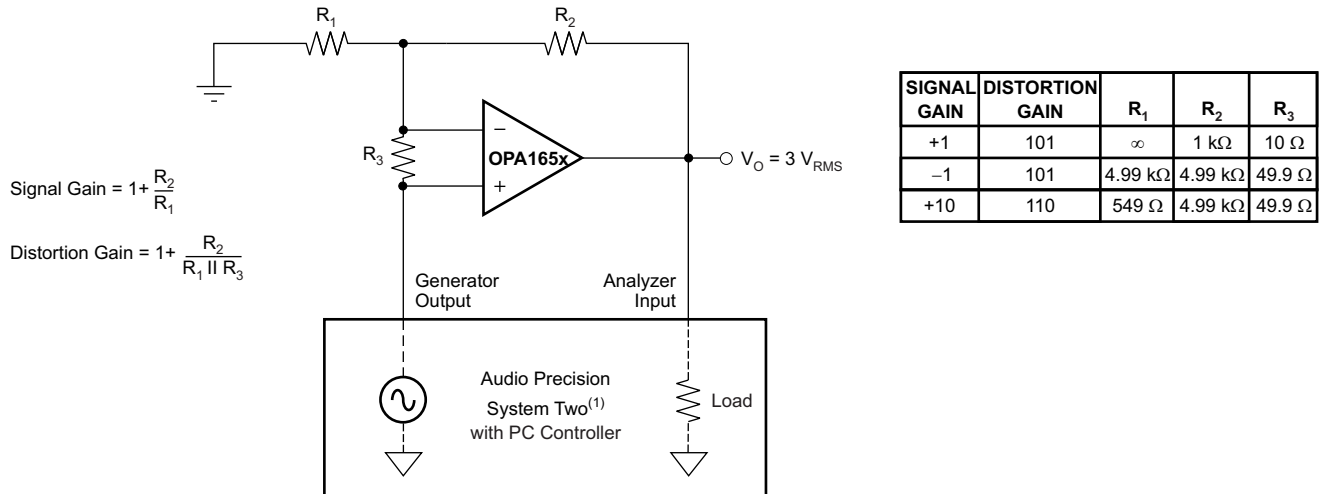 R1
R2
R3
−
OPA165x
+
VO = 3 VRMS
Signal Gain = 1+ R2/R1
Distortion Gain = 1+ R2/(R1 II R3)
Generator
Output
Analyzer
Input
Audio Precision
System Two(1)
with PC Controller
Load
SIGNAL GAIN DISTORTION GAIN R1 R2 R3
+1 101 ∞ 1 kΩ 10 Ω
−1 101 4.99 kΩ 4.99 kΩ 49.9 Ω
+10 110 549 Ω 4.99 kΩ 49.9 Ω